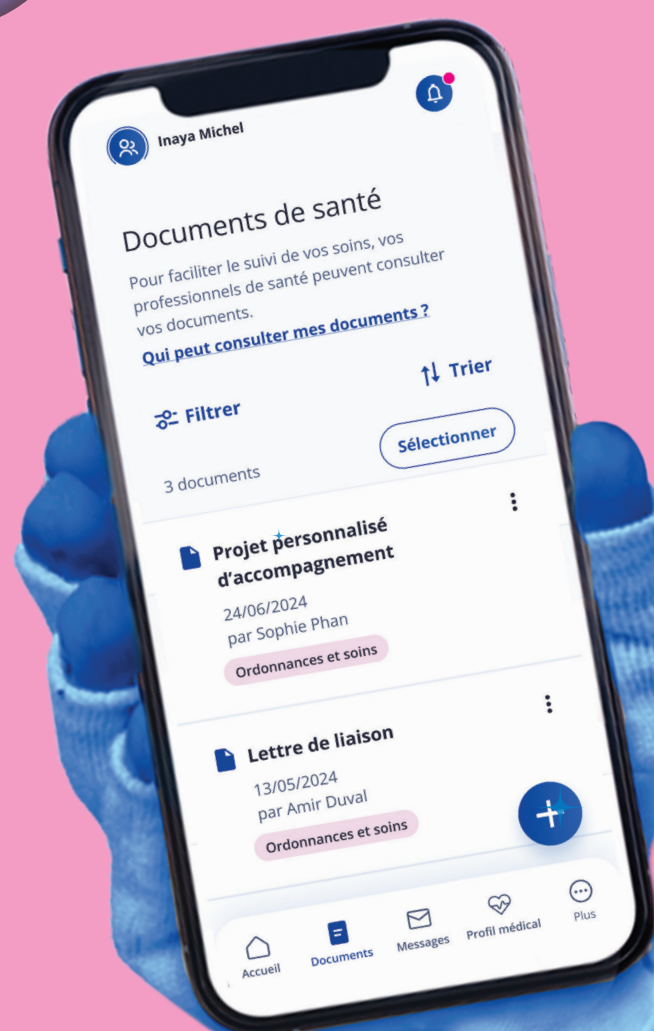 Inaya Michel
Documents de santé
Pour faciliter le suivi de vos soins, vos
professionnels de santé peuvent consulter
vos documents.
Qui peut consulter mes documents ?
Filtrer
Trier
3 documents
Sélectionner
Projet personnalisé
d'accompagnement
24/06/2024
par Sophie Phan
Ordonnances et soins
Lettre de liaison
13/05/2024
par Amir Duval
Ordonnances et soins
Accueil
Documents
Messages
Profil médical
Plus